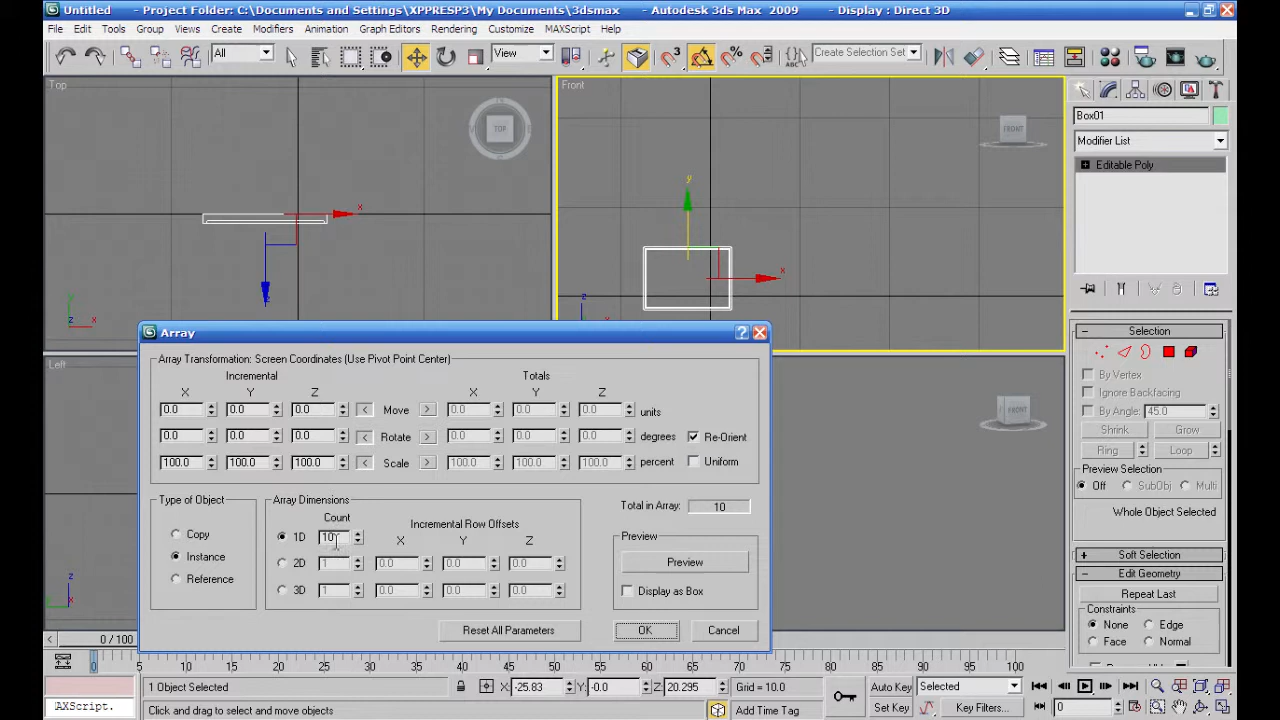 Untitled - Project Folder: C:\Documents and Settings\XPPRESP3\My Documents\3dsmax - Autodesk 3ds Max 2009 - Display : Direct 3D
File Edit Tools Group Views Create Modifiers Animation Graph Editors Rendering Customize MAXScript Help
All View 3 % ABC Create Selection Set
Top
TOP
x
z
y
x
Front
FRONT
y
x
z
x
Box01
Modifier List
Editable Poly
Array
Array Transformation: Screen Coordinates (Use Pivot Point Center)
Incremental Totals
X Y Z X Y Z
0.0 0.0 0.0 < Move > 0.0 0.0 0.0 units
0.0 0.0 0.0 < Rotate > 0.0 0.0 0.0 degrees Re-Orient
100.0 100.0 100.0 < Scale > 100.0 100.0 100.0 percent Uniform
Type of Object
Copy
Instance
Reference
Array Dimensions
Count
Incremental Row Offsets
X Y Z
1D 10
2D 1 0.0 0.0 0.0
3D 1 0.0 0.0 0.0
Total in Array: 10
Preview
Preview
Display as Box
Reset All Parameters OK Cancel
Left
z
y
FRONT
Selection
By Vertex
Ignore Backfacing
By Angle: 45.0
Shrink Grow
Ring Loop
Preview Selection
Off SubObj Multi
Whole Object Selected
Soft Selection
Edit Geometry
Repeat Last
Constraints
None Edge
Face Normal
0 / 100
0 5 10 15 20 25 30 35 40 45 50 55 60 65 70 75 80 85 90 95 100
1 Object Selected X: -25.83 Y: -0.0 Z: 20.295 Grid = 10.0 Auto Key Selected
AXScript. Click and drag to select and move objects Add Time Tag Set Key Key Filters... 0